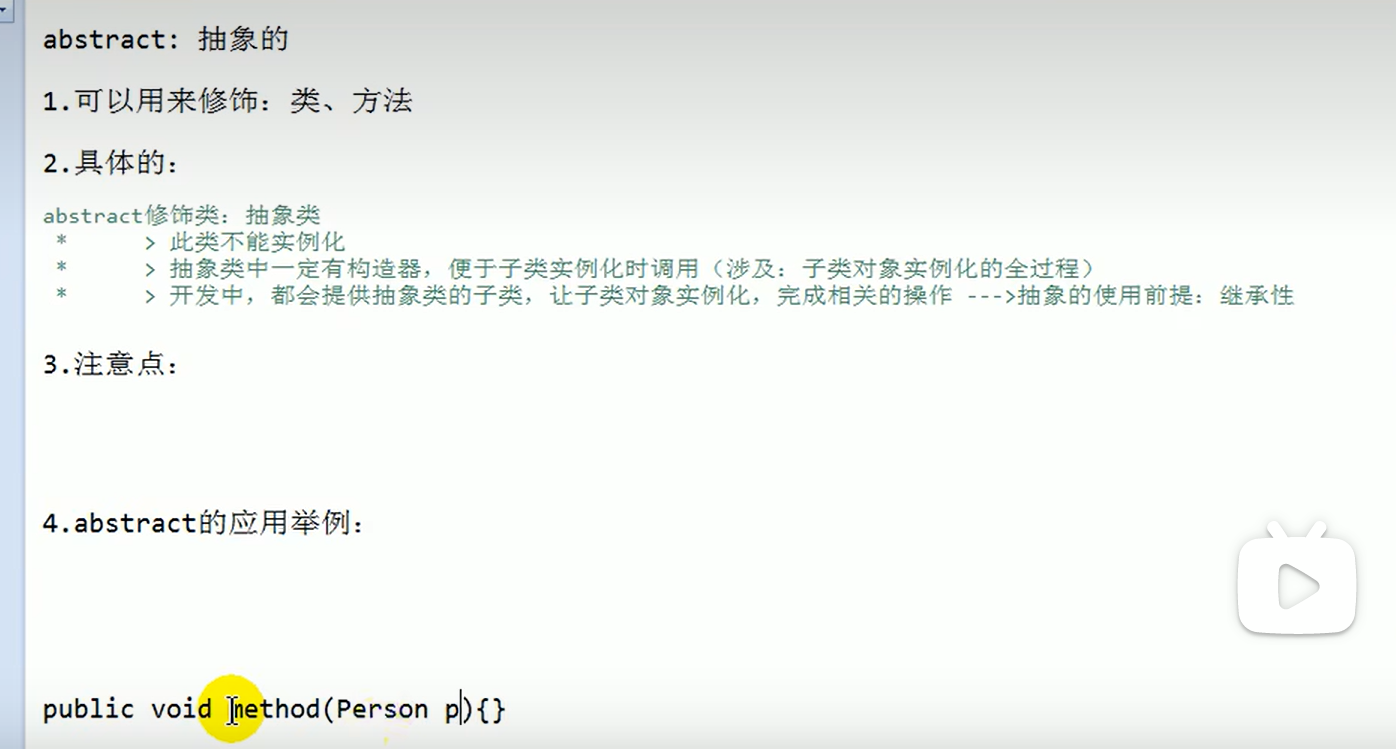 abstract: 抽象的
1.可以用来修饰：类、方法
2.具体的：
abstract修饰类：抽象类
* > 此类不能实例化
* > 抽象类中一定有构造器，便于子类实例化时调用（涉及：子类对象实例化的全过程）
* > 开发中，都会提供抽象类的子类，让子类对象实例化，完成相关的操作 --->抽象的使用前提：继承性
3.注意点：
4.abstract的应用举例：
public void method(Person p){}